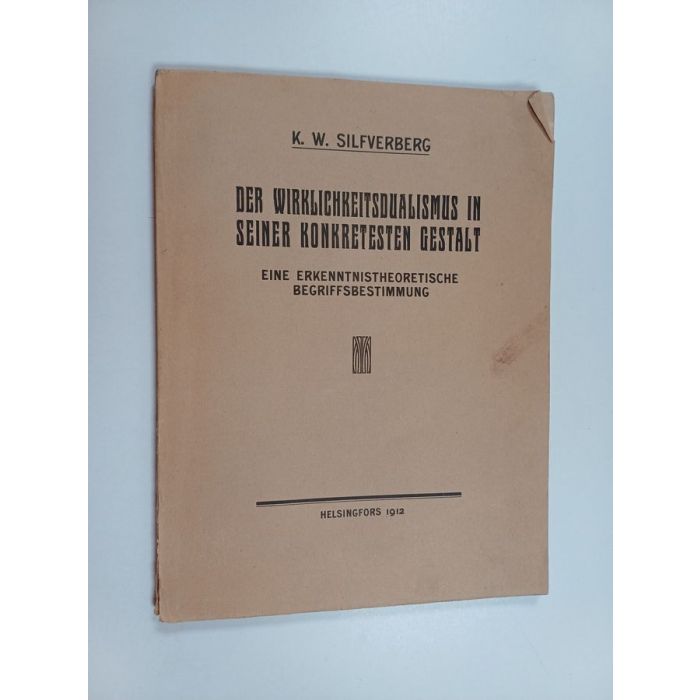 K. W. SILFVERBERG
DER WIRKLICHKEITSDUALISMUS IN
SEINER KONKRETESTEN GESTALT
EINE ERKENNTNISTHEORETISCHE
BEGRIFFSBESTIMMUNG
HELSINGFORS 1912